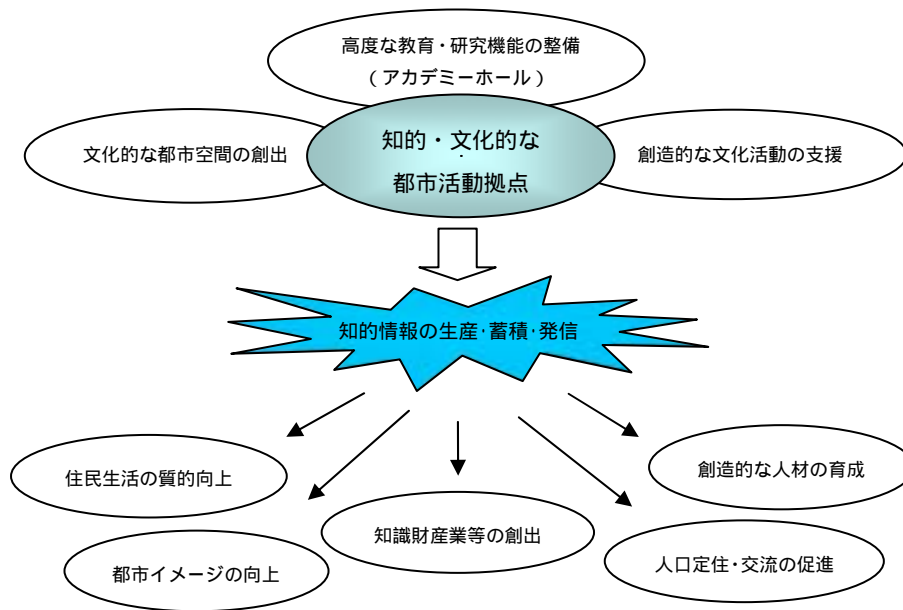 高度な教育・研究機能の整備
(アカデミーホール)
文化的な都市空間の創出
知的・文化的な
都市活動拠点
創造的な文化活動の支援
知的情報の生産・蓄積・発信
住民生活の質的向上
創造的な人材の育成
知識財産業等の創出
都市イメージの向上
人口定住・交流の促進